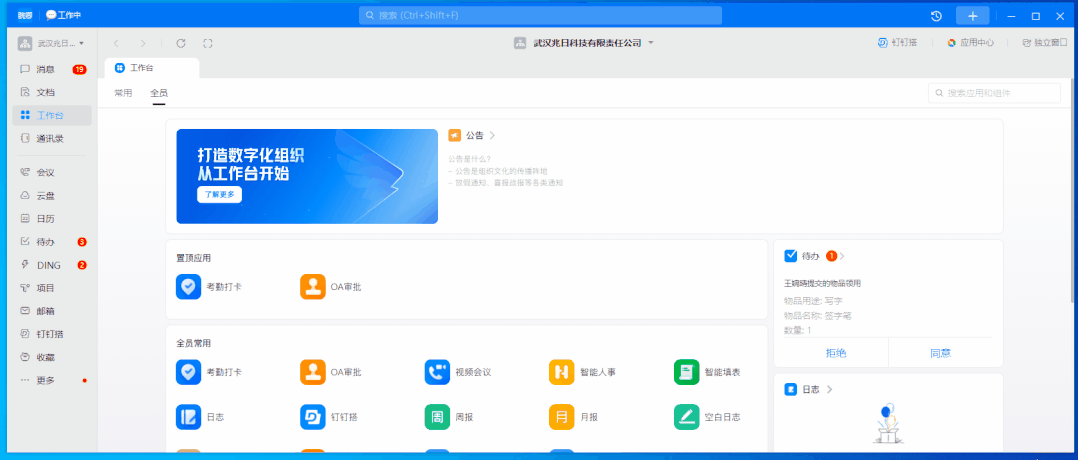 钉钉 工作中 搜索 (Ctrl+Shift+F)
武汉兆日... 武汉兆日科技有限责任公司 钉钉搭 应用中心 独立窗口
消息 19
文档
工作台
通讯录
会议
云盘
日历
待办 3
DING 2
项目
邮箱
钉钉搭
收藏
更多
工作台
常用 全员 搜索应用和组件
打造数字化组织
从工作台开始
了解更多
公告
公告是什么?
- 公告是组织文化的传播阵地
- 放假通知、喜报战报等各类通知
置顶应用
考勤打卡 OA审批
全员常用
考勤打卡 OA审批 视频会议 智能人事 智能填表
日志 钉钉搭 周 周报 月 月报 空白日志
待办 1
提交的物品领用
物品用途: 写字
物品名称: 签字笔
数量: 1
拒绝 同意
日志